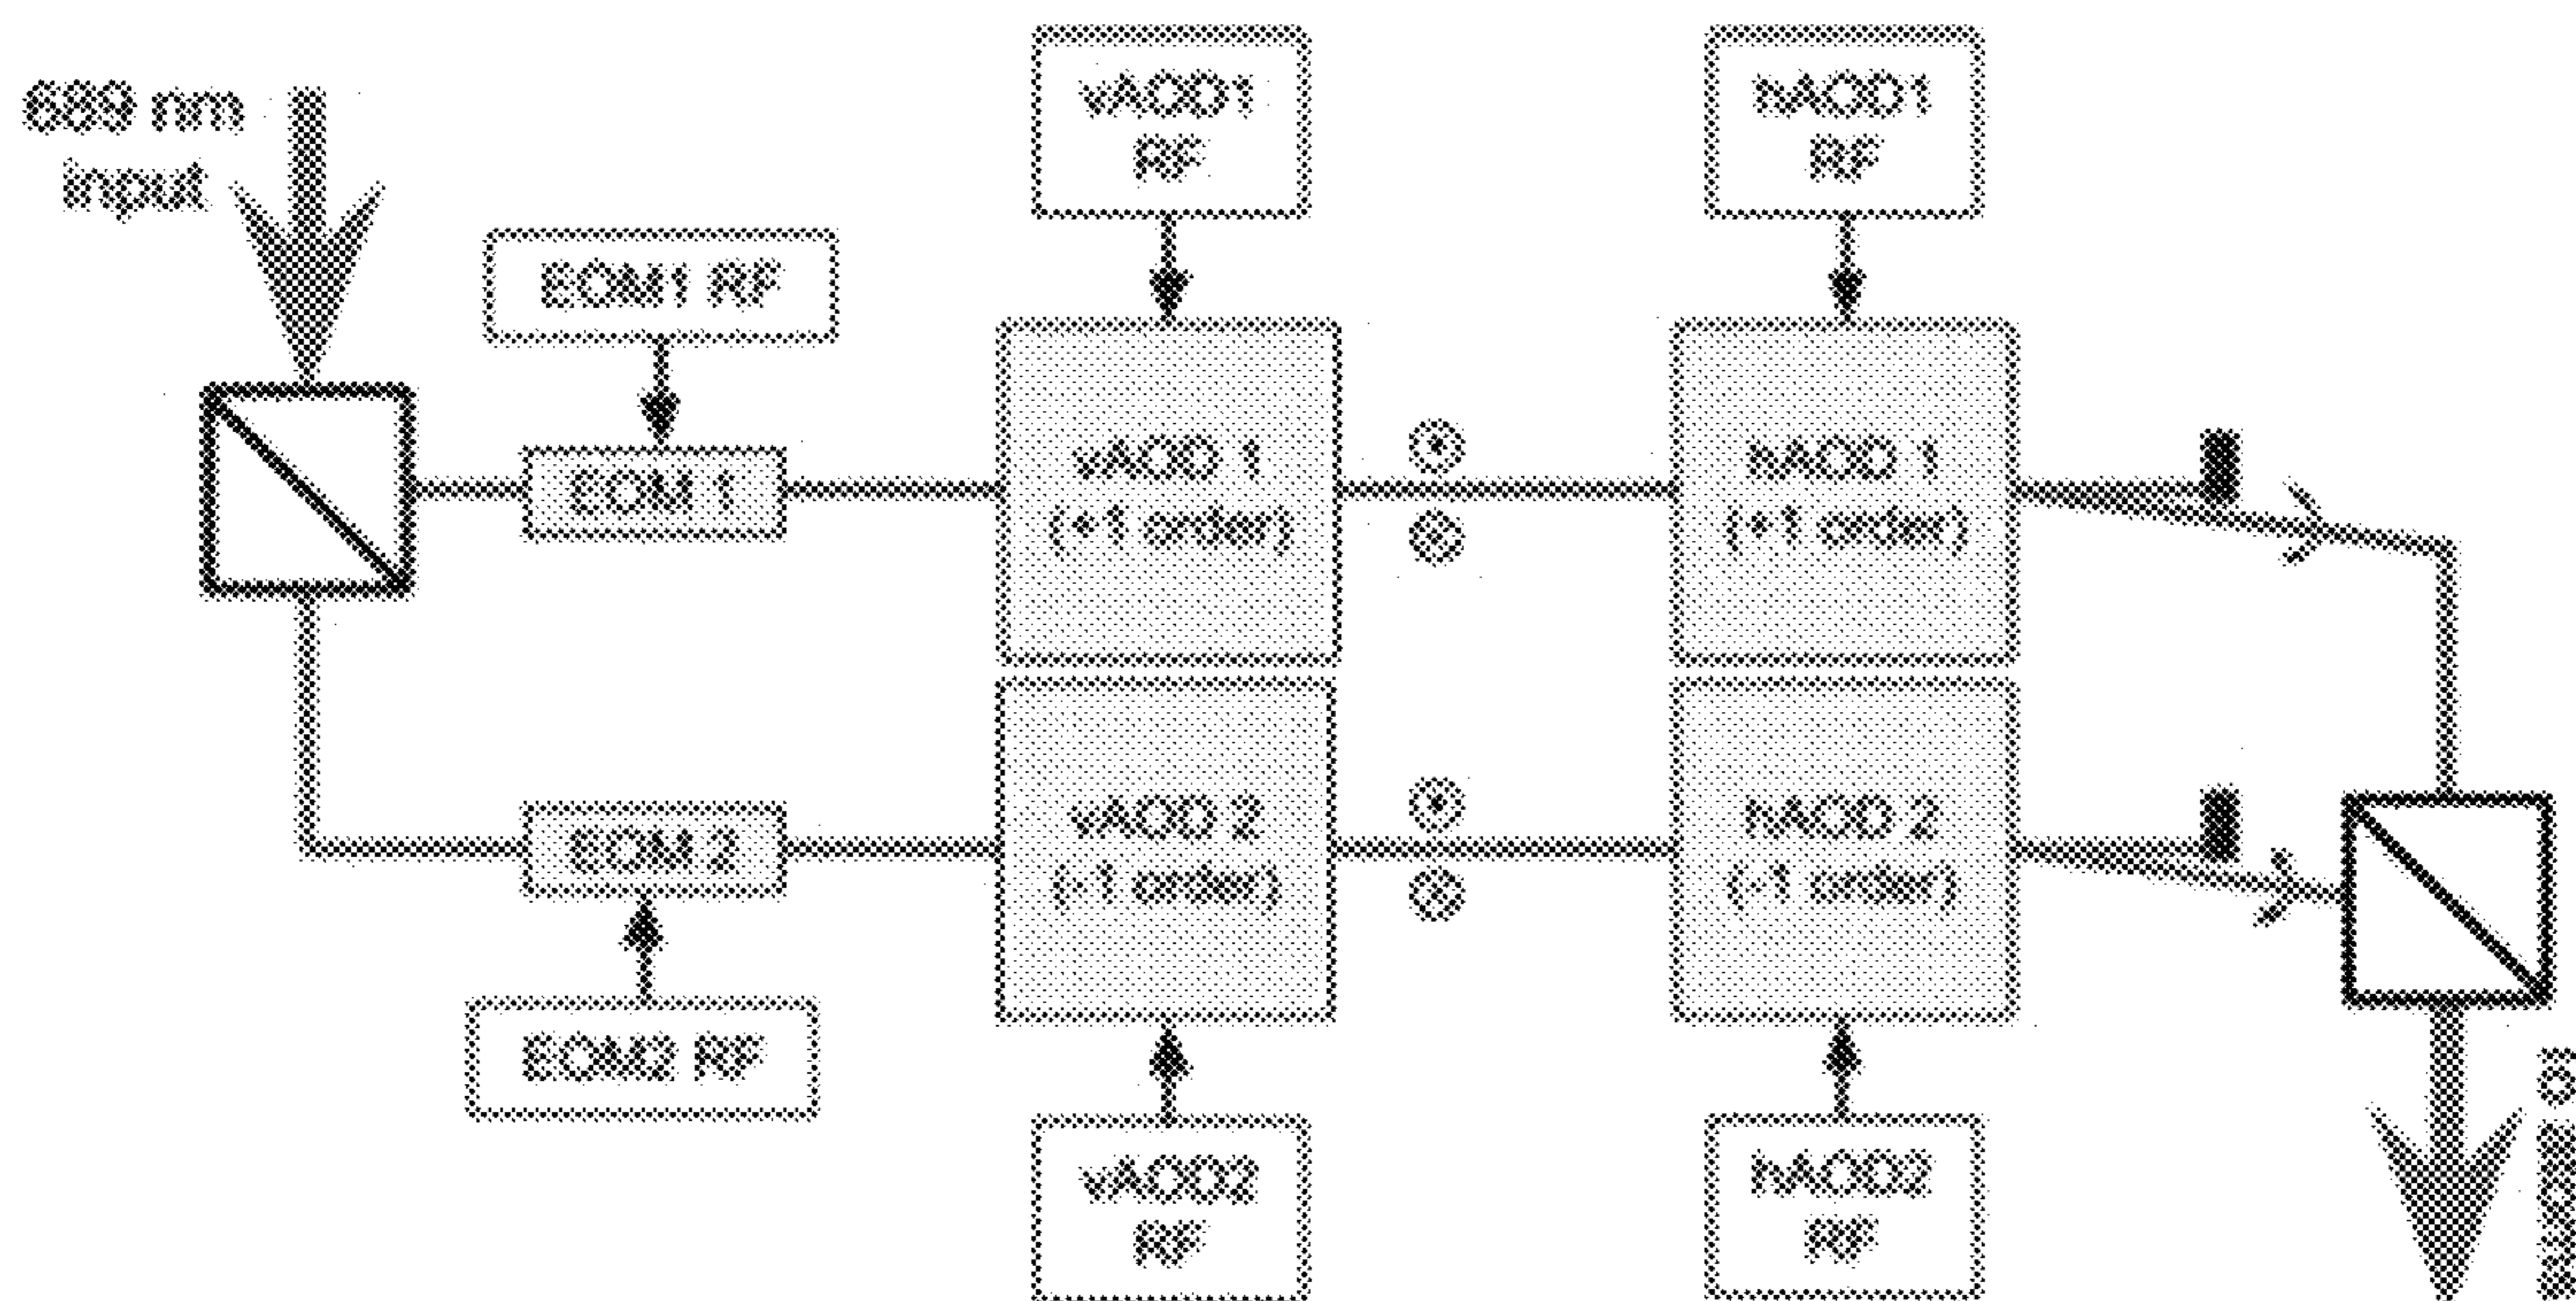 689 nm
input
EOM1 RF
vAOD1
RF
hAOD1
RF
EOM 1
vAOD 1
(+1 order)
hAOD 1
(+1 order)
EOM 2
vAOD 2
(-1 order)
hAOD 2
(-1 order)
EOM2 RF
vAOD2
RF
hAOD2
RF